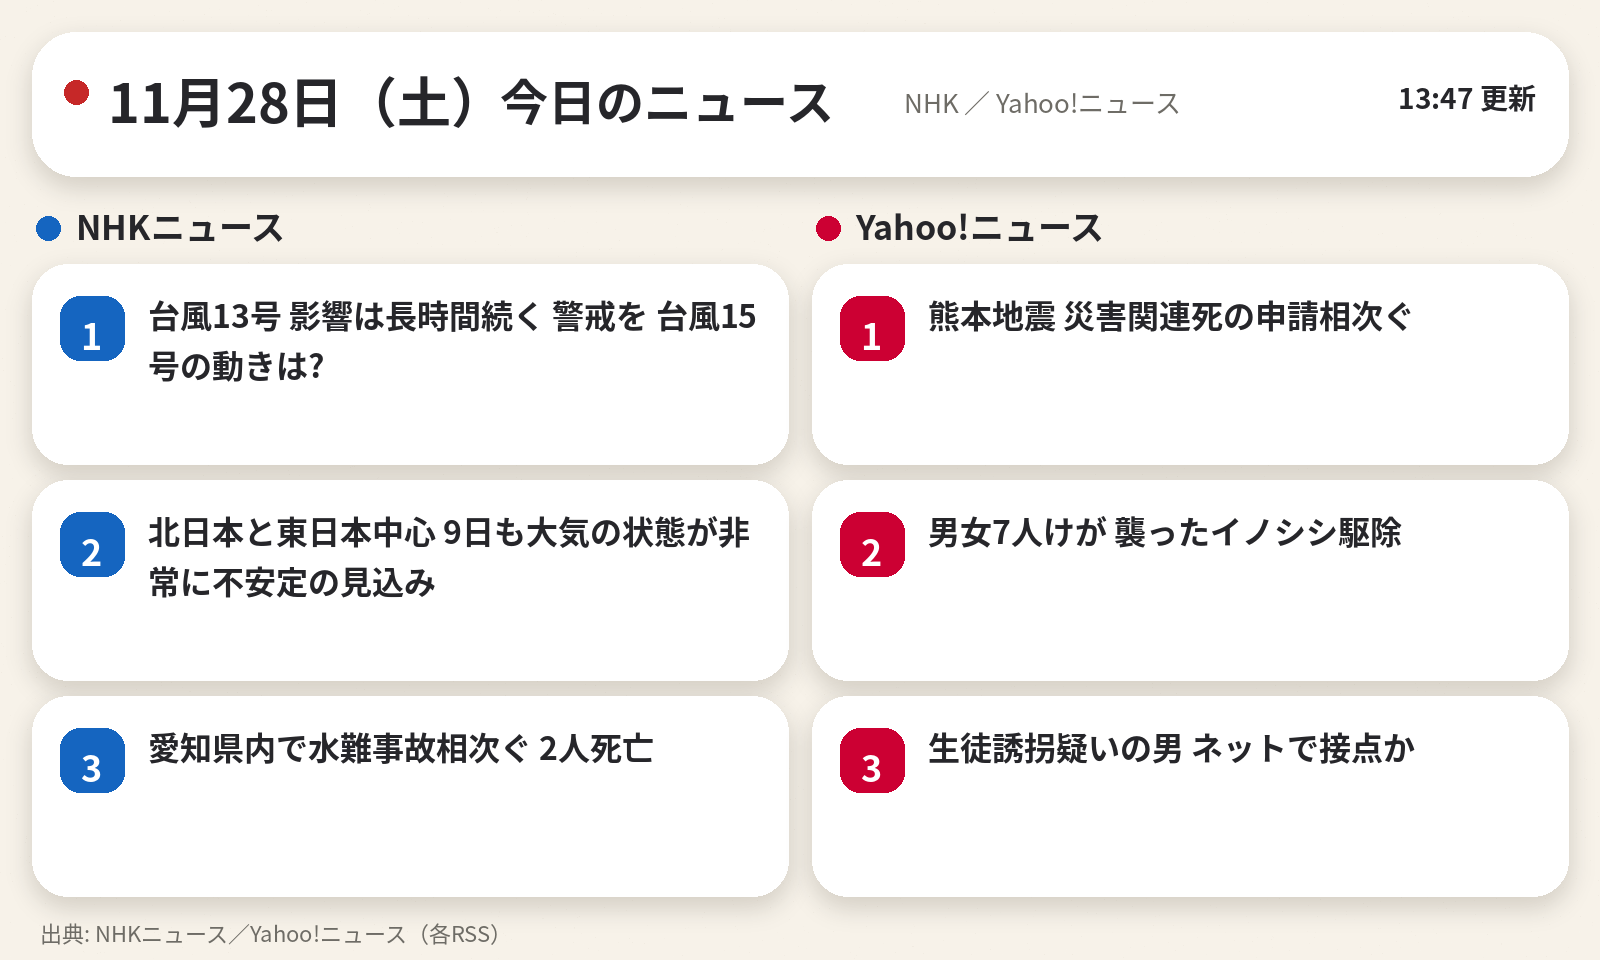 11月28日（土）今日のニュース
NHK ／ Yahoo!ニュース
13:47 更新
NHKニュース
1
台風13号 影響は長時間続く 警戒を 台風15
号の動きは?
2
北日本と東日本中心 9日も大気の状態が非
常に不安定の見込み
3
愛知県内で水難事故相次ぐ 2人死亡
Yahoo!ニュース
1
熊本地震 災害関連死の申請相次ぐ
2
男女7人けが 襲ったイノシシ駆除
3
生徒誘拐疑いの男 ネットで接点か
出典: NHKニュース／Yahoo!ニュース（各RSS）